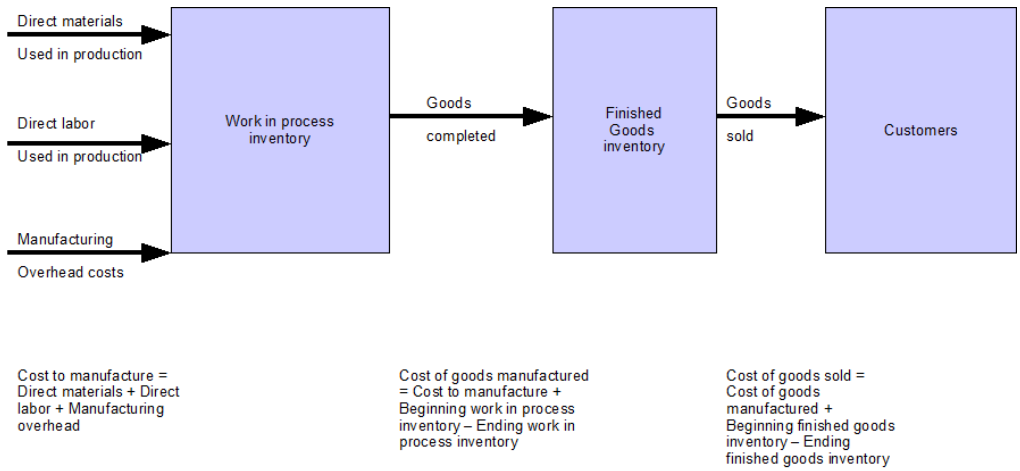 Direct materials
Used in production
Direct labor
Used in production
Manufacturing
Overhead costs
Work in process
inventory
Goods
completed
Finished
Goods
inventory
Goods
sold
Customers
Cost to manufacture =
Direct materials + Direct
labor + Manufacturing
overhead
Cost of goods manufactured
= Cost to manufacture +
Beginning work in process
inventory – Ending work in
process inventory
Cost of goods sold =
Cost of goods
manufactured +
Beginning finished goods
inventory – Ending
finished goods inventory